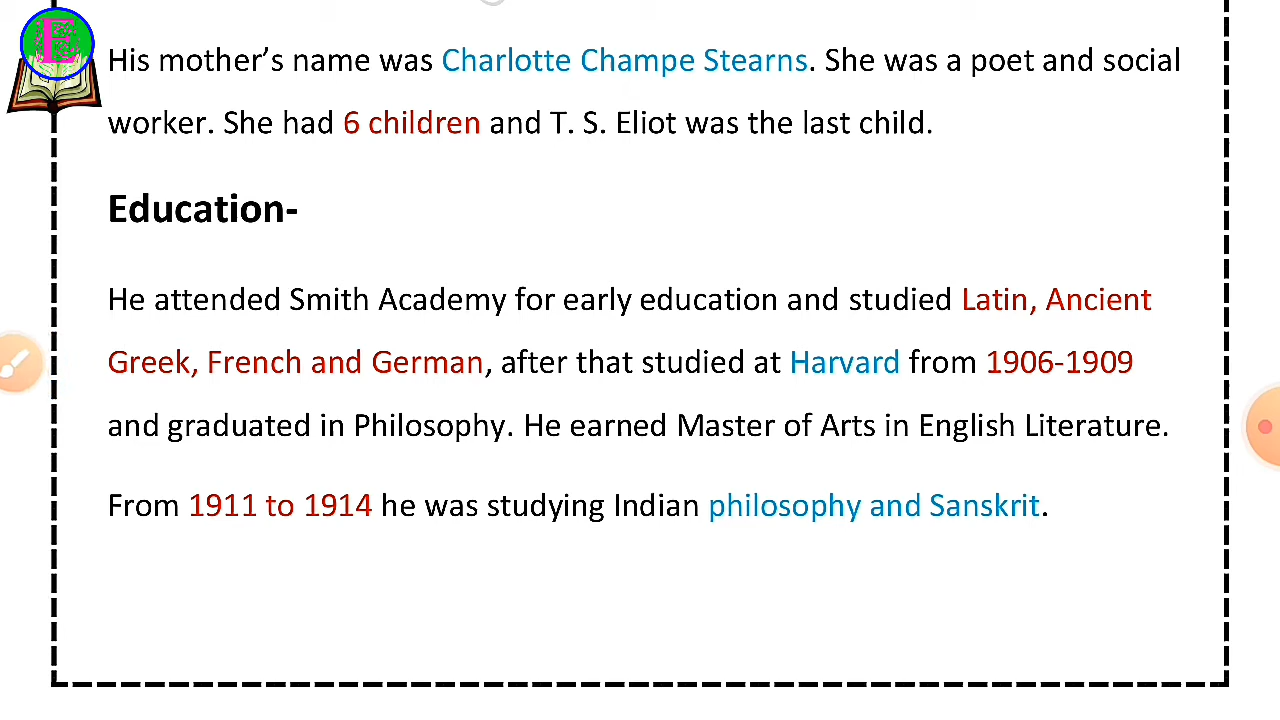 E
His mother’s name was Charlotte Champe Stearns. She was a poet and social
worker. She had 6 children and T. S. Eliot was the last child.
Education-
He attended Smith Academy for early education and studied Latin, Ancient
Greek, French and German, after that studied at Harvard from 1906-1909
and graduated in Philosophy. He earned Master of Arts in English Literature.
From 1911 to 1914 he was studying Indian philosophy and Sanskrit.